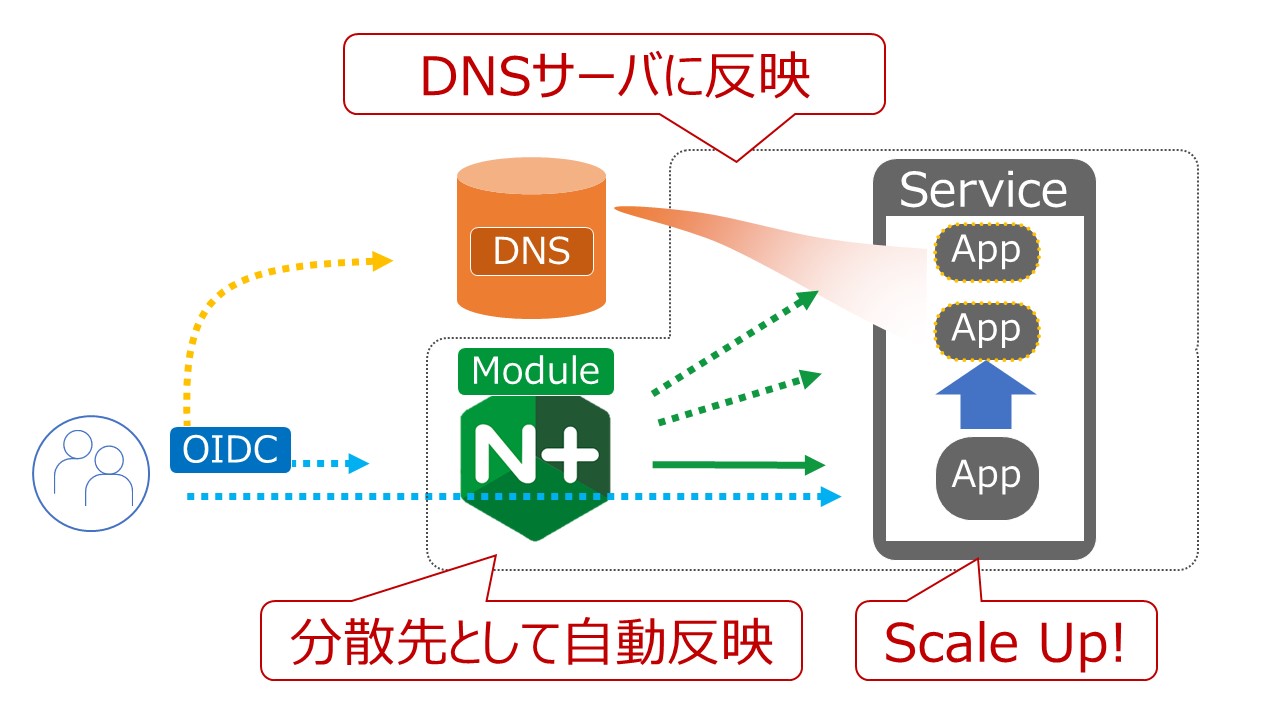 DNSサーバに反映
Service
App
DNS
App
Module
OIDC
N+
App
分散先として自動反映
Scale Up!